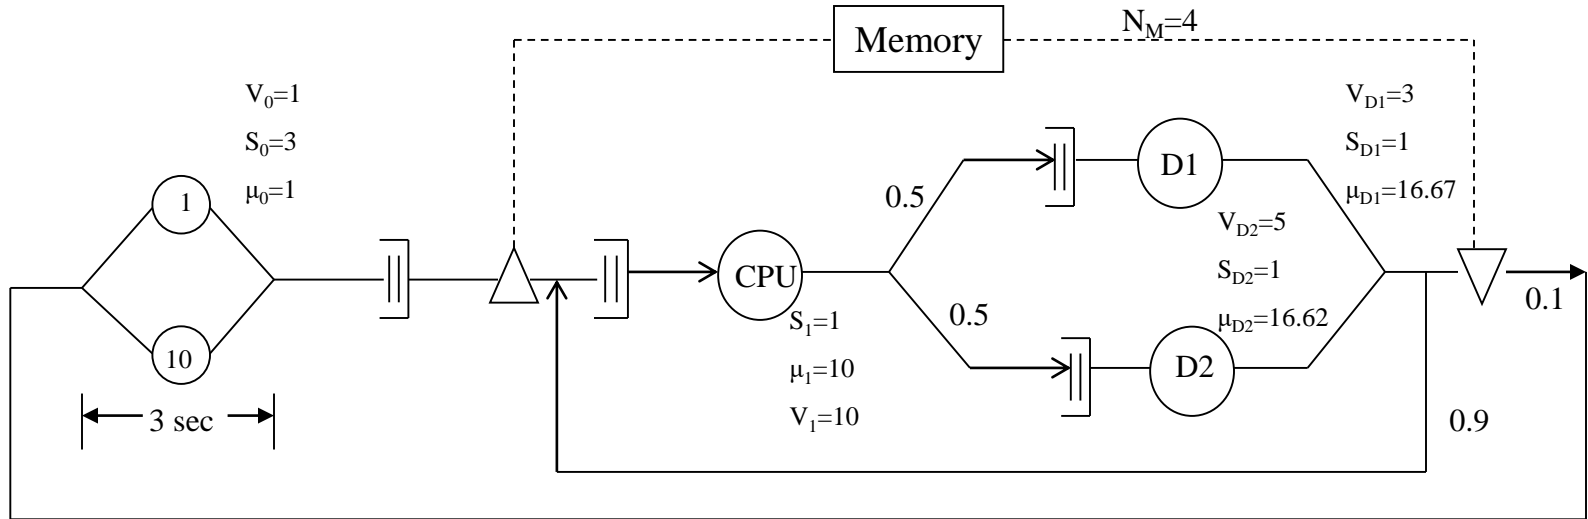 Memory
N_M=4
V_0=1
S_0=3
μ_0=1
1
10
3 sec
CPU
S_1=1
μ_1=10
V_1=10
0.5
0.5
D1
D2
V_D1=3
S_D1=1
μ_D1=16.67
V_D2=5
S_D2=1
μ_D2=16.62
0.1
0.9